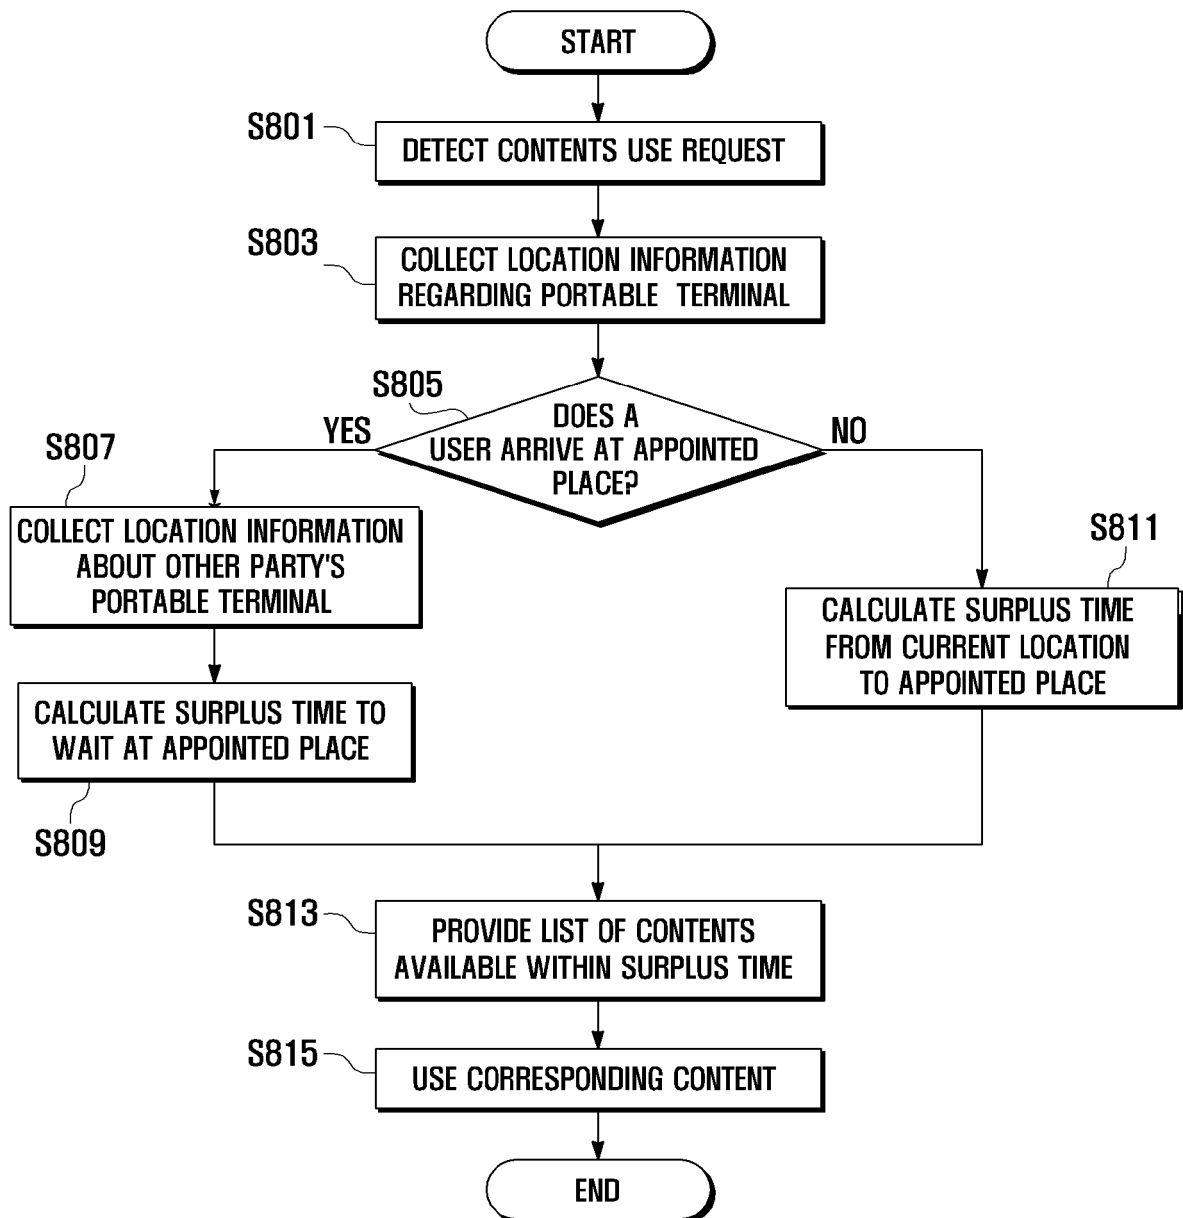 START
S801
DETECT CONTENTS USE REQUEST
S803
COLLECT LOCATION INFORMATION
REGARDING PORTABLE TERMINAL
S805
DOES A
USER ARRIVE AT APPOINTED
PLACE?
YES
NO
S807
COLLECT LOCATION INFORMATION
ABOUT OTHER PARTY'S
PORTABLE TERMINAL
S811
CALCULATE SURPLUS TIME
FROM CURRENT LOCATION
TO APPOINTED PLACE
CALCULATE SURPLUS TIME TO
WAIT AT APPOINTED PLACE
S809
S813
PROVIDE LIST OF CONTENTS
AVAILABLE WITHIN SURPLUS TIME
S815
USE CORRESPONDING CONTENT
END